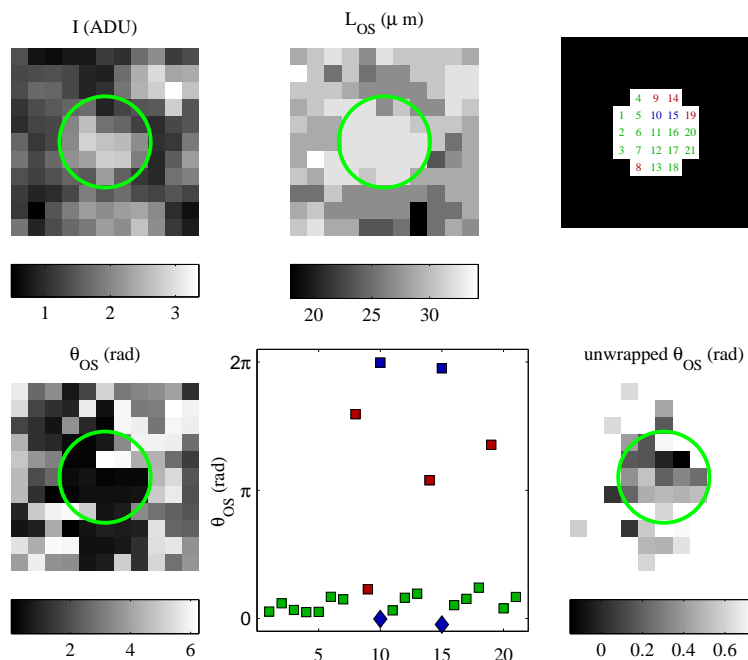 I (ADU)
L_OS (μ m)
4 9 14
1 5 10 15 19
2 6 11 16 20
3 7 12 17 21
8 13 18
1 2 3
20 25 30
θ_OS (rad)
unwrapped θ_OS (rad)
2π
π
0
θ_OS (rad)
2 4 6
5 10 15 20
0 0.2 0.4 0.6